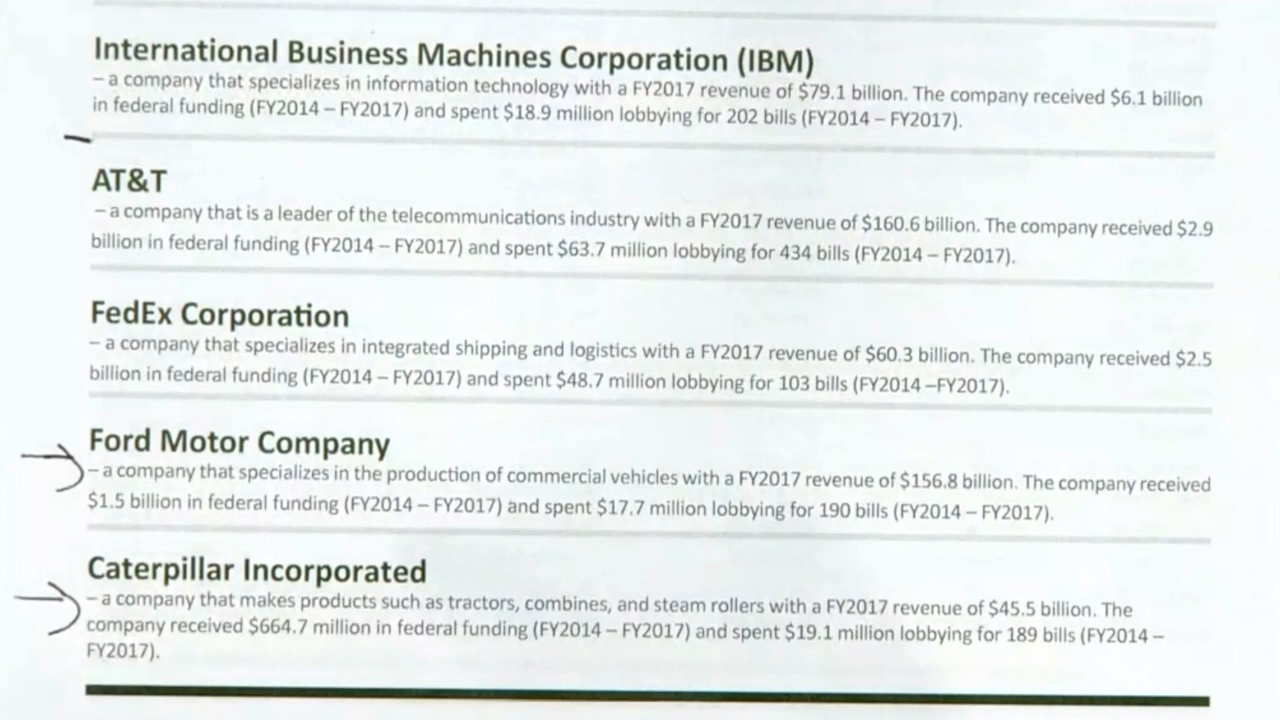 International Business Machines Corporation (IBM)
– a company that specializes in information technology with a FY2017 revenue of $79.1 billion. The company received $6.1 billion
in federal funding (FY2014 – FY2017) and spent $18.9 million lobbying for 202 bills (FY2014 – FY2017).
AT&T
– a company that is a leader of the telecommunications industry with a FY2017 revenue of $160.6 billion. The company received $2.9
billion in federal funding (FY2014 – FY2017) and spent $63.7 million lobbying for 434 bills (FY2014 – FY2017).
FedEx Corporation
– a company that specializes in integrated shipping and logistics with a FY2017 revenue of $60.3 billion. The company received $2.5
billion in federal funding (FY2014 – FY2017) and spent $48.7 million lobbying for 103 bills (FY2014 –FY2017).
Ford Motor Company
– a company that specializes in the production of commercial vehicles with a FY2017 revenue of $156.8 billion. The company received
$1.5 billion in federal funding (FY2014 – FY2017) and spent $17.7 million lobbying for 190 bills (FY2014 – FY2017).
Caterpillar Incorporated
– a company that makes products such as tractors, combines, and steam rollers with a FY2017 revenue of $45.5 billion. The
company received $664.7 million in federal funding (FY2014 – FY2017) and spent $19.1 million lobbying for 189 bills (FY2014 –
FY2017).